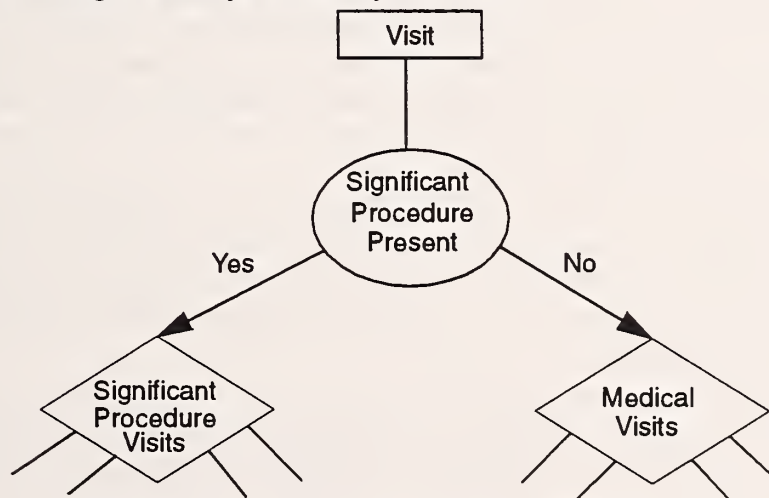 Visit
Significant
Procedure
Present
Yes
No
Significant
Procedure
Visits
Medical
Visits